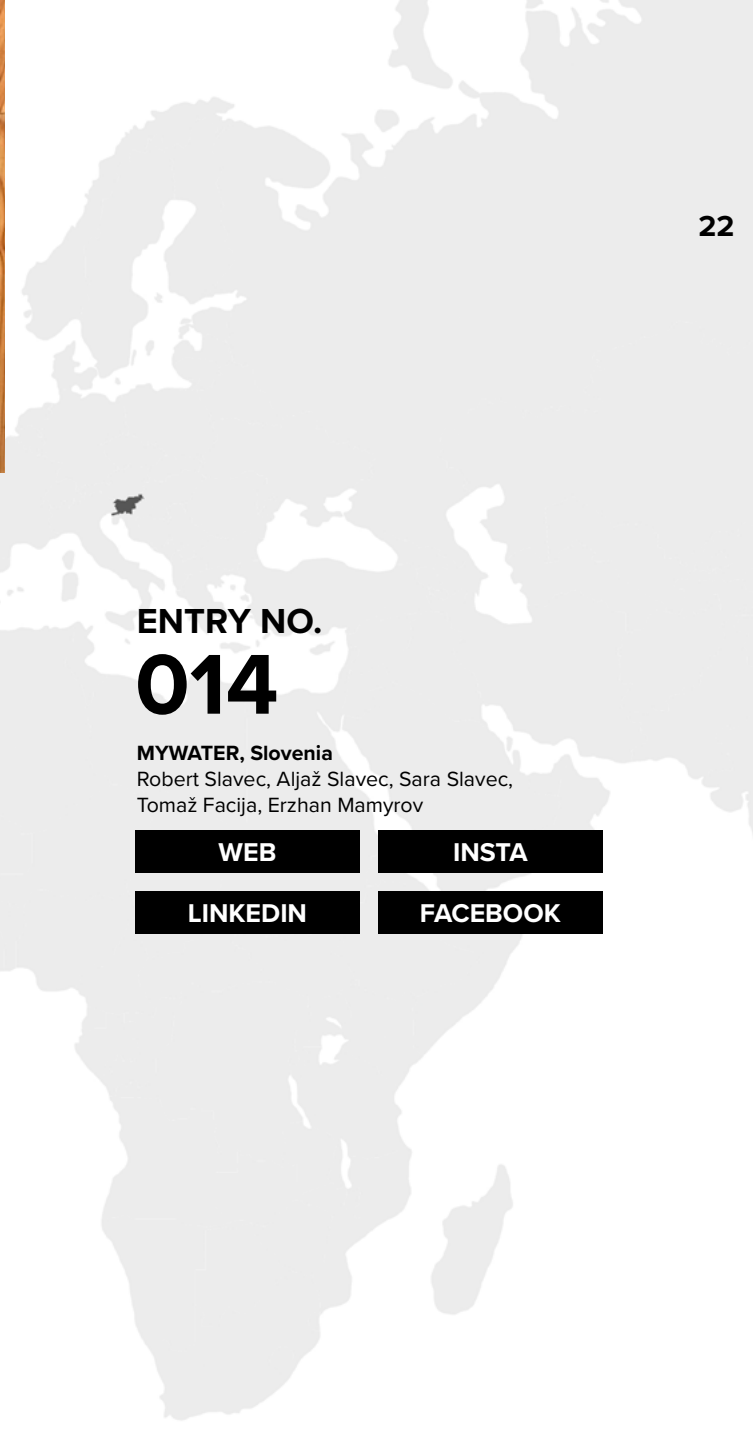 22
ENTRY NO.
014
MYWATER, Slovenia
Robert Slavec, Aljaž Slavec, Sara Slavec,
Tomaž Facija, Erzhan Mamyrov
WEB
INSTA
LINKEDIN
FACEBOOK